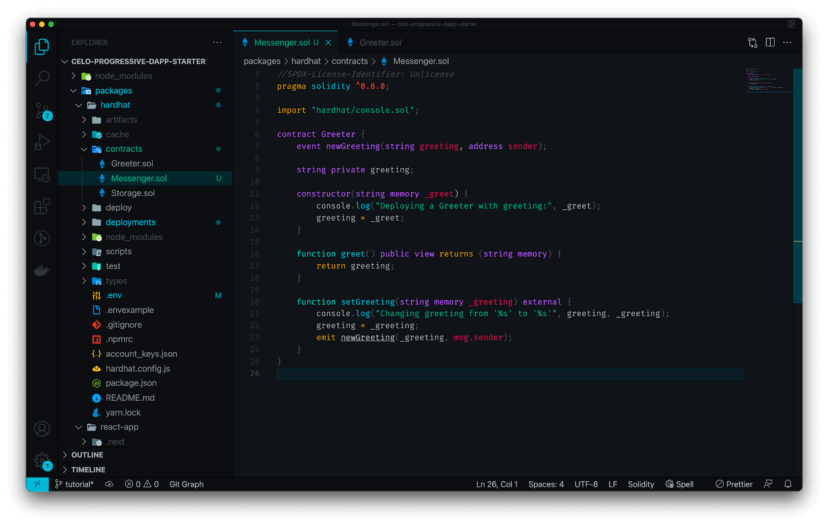 Messenger.sol — celo-progressive-dapp-starter
EXPLORER
CELO-PROGRESSIVE-DAPP-STARTER
node_modules
packages
hardhat
artifacts
cache
contracts
Greeter.sol
Messenger.sol U
Storage.sol
deploy
deployments
node_modules
scripts
test
types
.env M
.envexample
.gitignore
.npmrc
account_keys.json
hardhat.config.js
package.json
README.md
yarn.lock
react-app
.next
OUTLINE
TIMELINE
7
1
Messenger.sol U Greeter.sol
packages > hardhat > contracts > Messenger.sol
1 //SPDX-License-Identifier: Unlicense
2 pragma solidity ^0.8.0;
3
4 import "hardhat/console.sol";
5
6 contract Greeter {
7 event newGreeting(string greeting, address sender);
8
9 string private greeting;
10
11 constructor(string memory _greet) {
12 console.log("Deploying a Greeter with greeting:", _greet);
13 greeting = _greet;
14 }
15
16 function greet() public view returns (string memory) {
17 return greeting;
18 }
19
20 function setGreeting(string memory _greeting) external {
21 console.log("Changing greeting from '%s' to '%s'", greeting, _greeting);
22 greeting = _greeting;
23 emit newGreeting(_greeting, msg.sender);
24 }
25 }
26
tutorial* 0 0 Git Graph Ln 26, Col 1 Spaces: 4 UTF-8 LF Solidity Spell Prettier